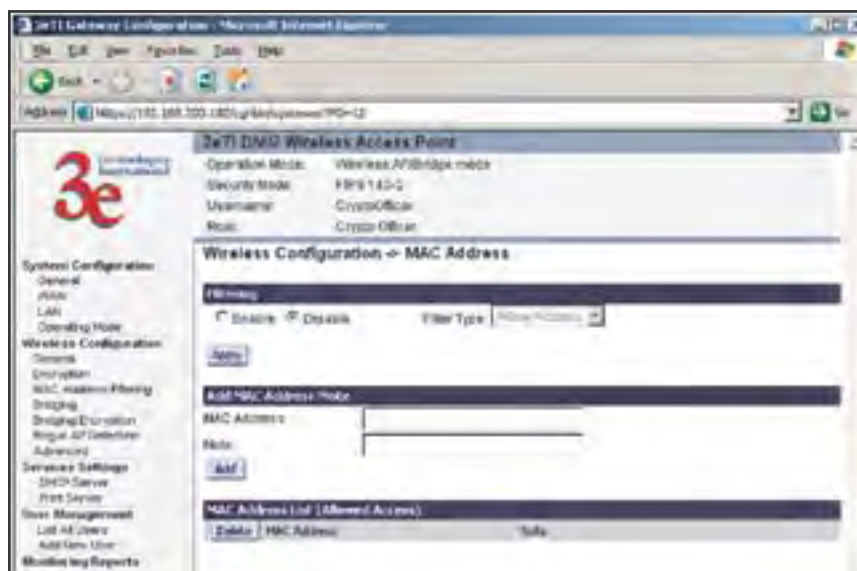 3eTI Gateway Configuration - Microsoft Internet Explorer
File Edit View Favorites Tools Help
Back
Address
3e Technologies International
3eTI DMG Wireless Access Point
Operation Mode: Wireless AP/Bridge mode
Security Mode: FIPS 140-2
Username: CryptoOfficer
Role: Crypto Officer
Wireless Configuration -> MAC Address
Filtering
Enable Disable Filter Type
Apply
Add MAC Address Note
MAC Address
Note
Add
MAC Address List (Allowed Access)
Delete MAC Address Note
System Configuration
General
WAN
LAN
Operating Mode
Wireless Configuration
General
Encryption
MAC Address Filtering
Bridging
Bridging Encryption
Rogue AP Detection
Advanced
Services Settings
DHCP Server
Print Server
User Management
List All Users
Add New User
Monitoring Reports